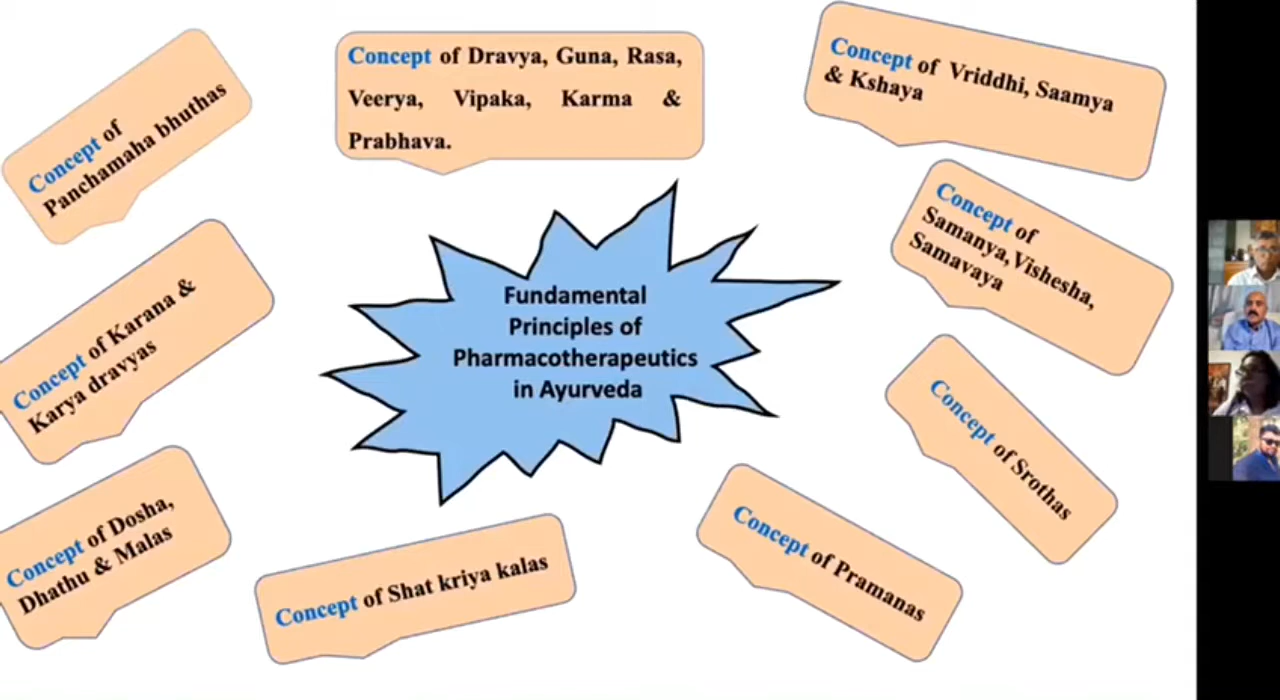 Concept of
Panchamaha bhuthas
Concept of Dravya, Guna, Rasa,
Veerya, Vipaka, Karma &
Prabhava.
Concept of Vriddhi, Saamya
& Kshaya
Concept of
Samanya, Vishesha,
Samavaya
Concept of Karana &
Karya dravyas
Fundamental
Principles of
Pharmacotherapeutics
in Ayurveda
Concept of Srothas
Concept of Dosha,
Dhathu & Malas
Concept of Shat kriya kalas
Concept of Pramanas